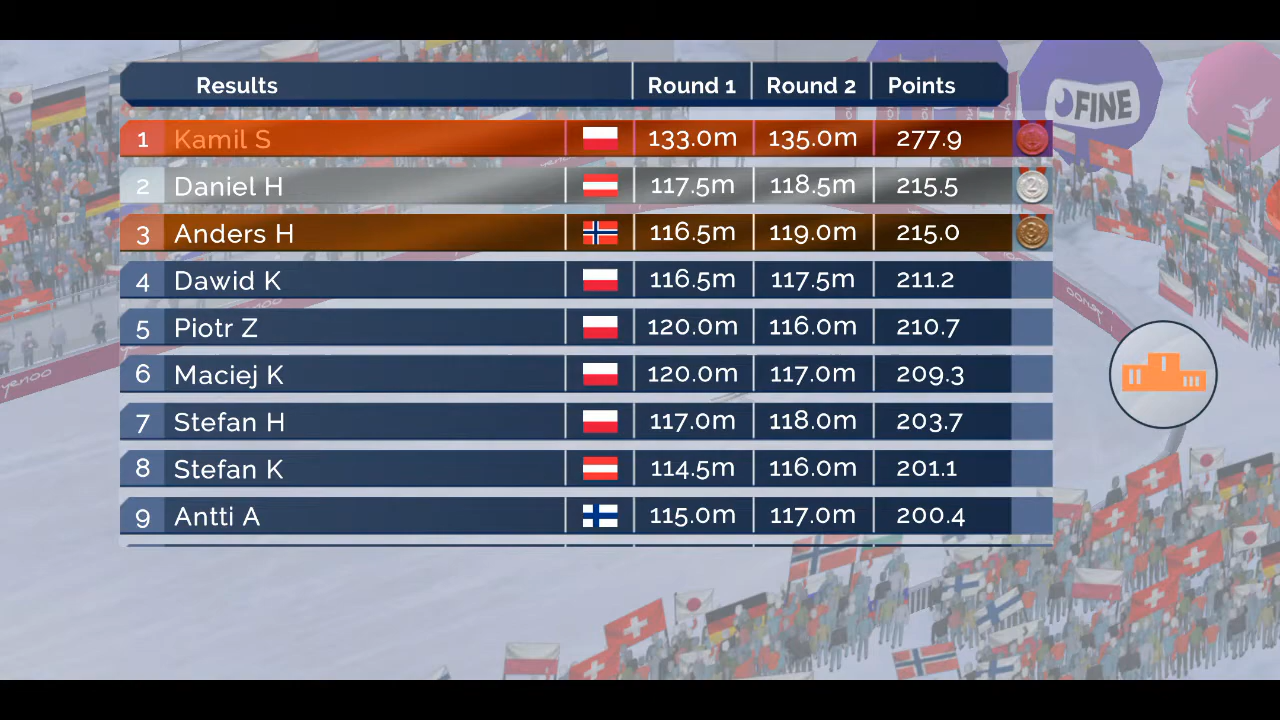 Results Round 1 Round 2 Points
1 Kamil S 133.0m 135.0m 277.9
2 Daniel H 117.5m 118.5m 215.5 2
3 Anders H 116.5m 119.0m 215.0 3
4 Dawid K 116.5m 117.5m 211.2
5 Piotr Z 120.0m 116.0m 210.7
6 Maciej K 120.0m 117.0m 209.3
7 Stefan H 117.0m 118.0m 203.7
8 Stefan K 114.5m 116.0m 201.1
9 Antti A 115.0m 117.0m 200.4
FINE